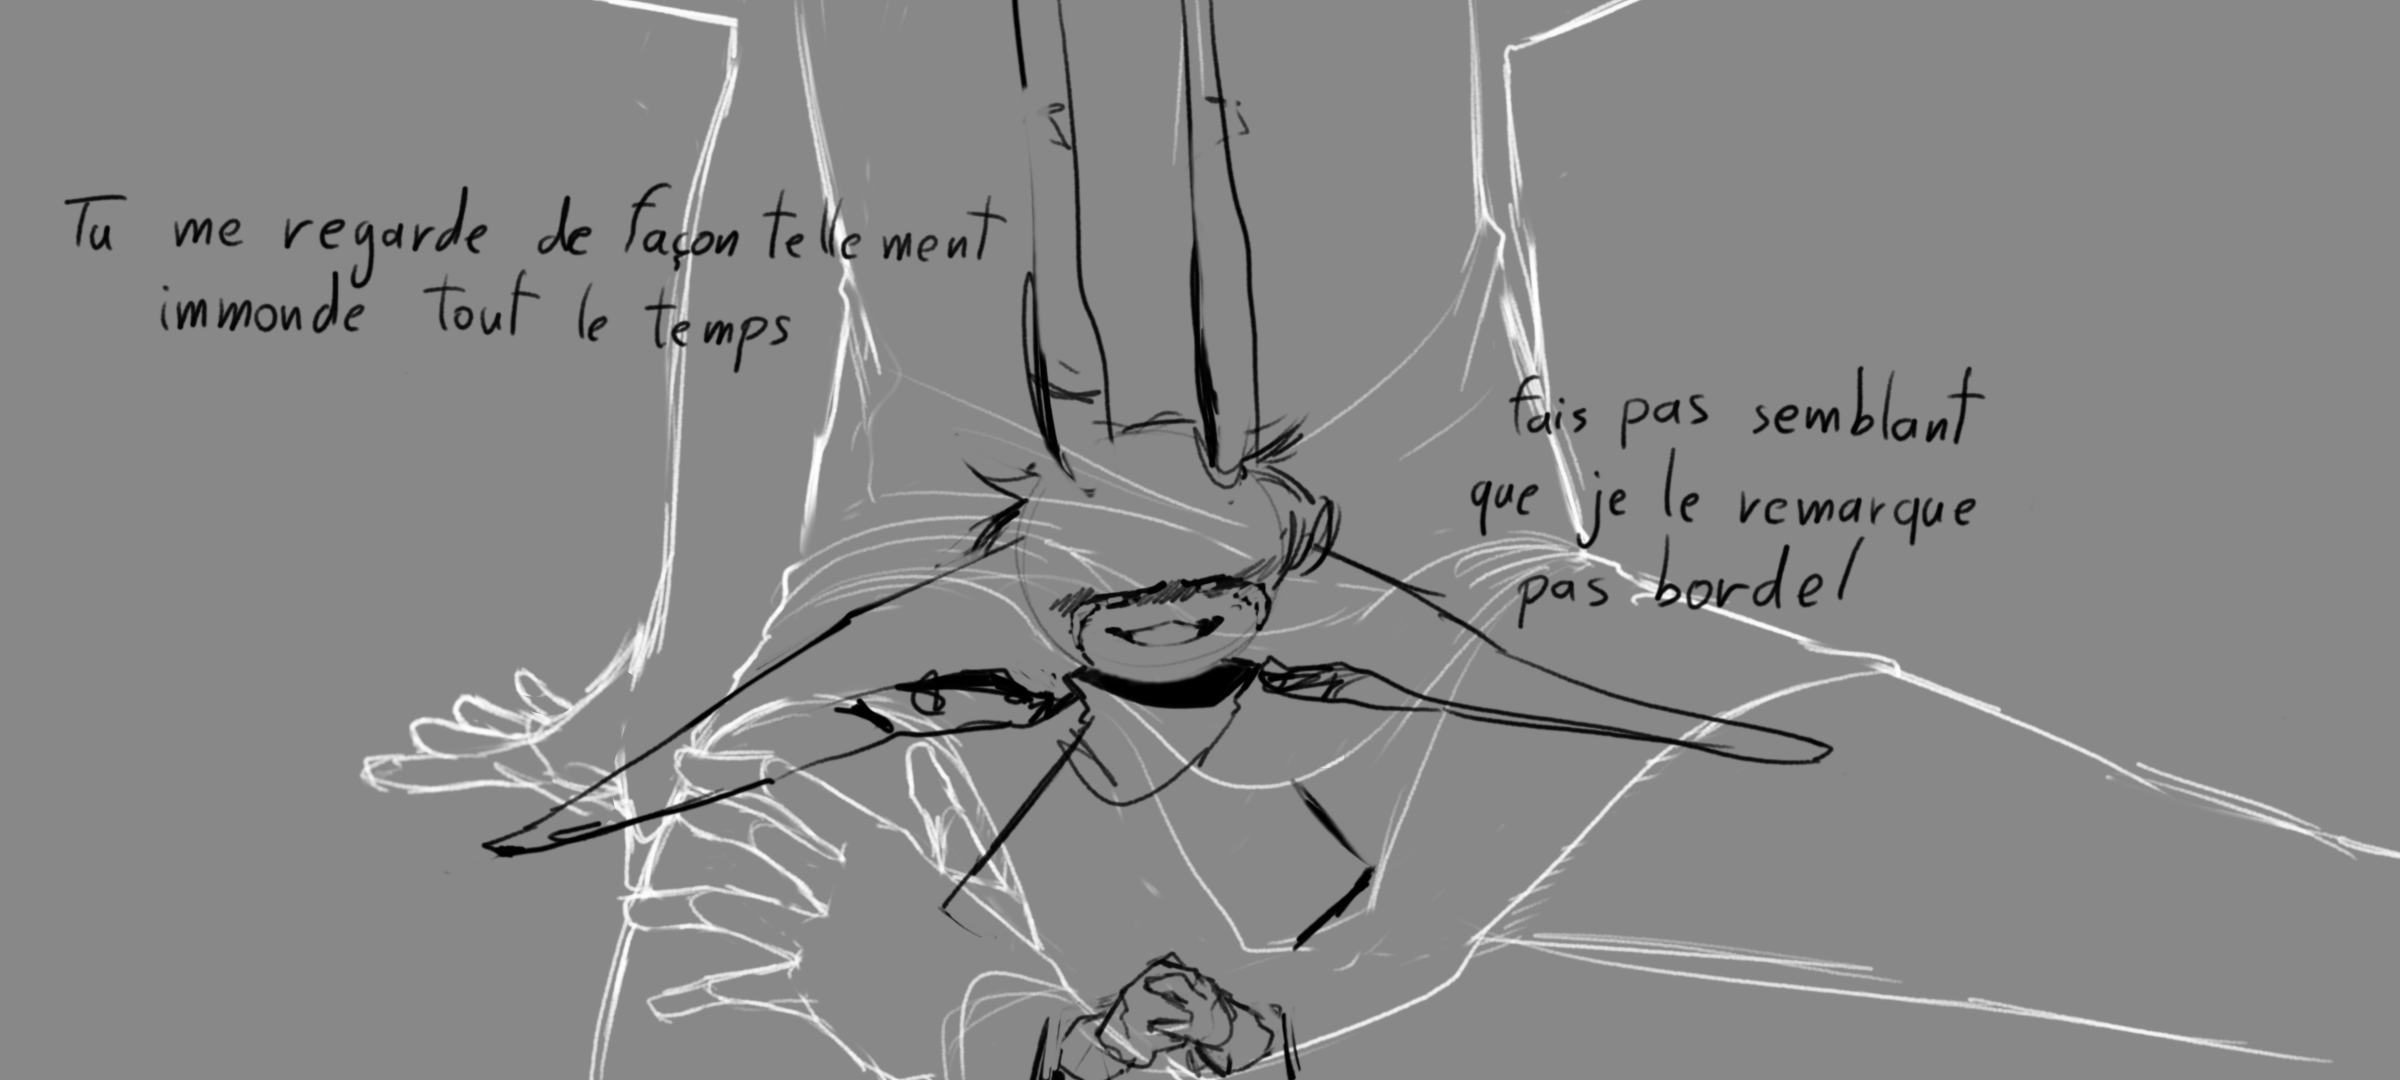 Tu me regarde de façon tellement
immonde tout le temps
fais pas semblant
que je le remarque
pas bordel